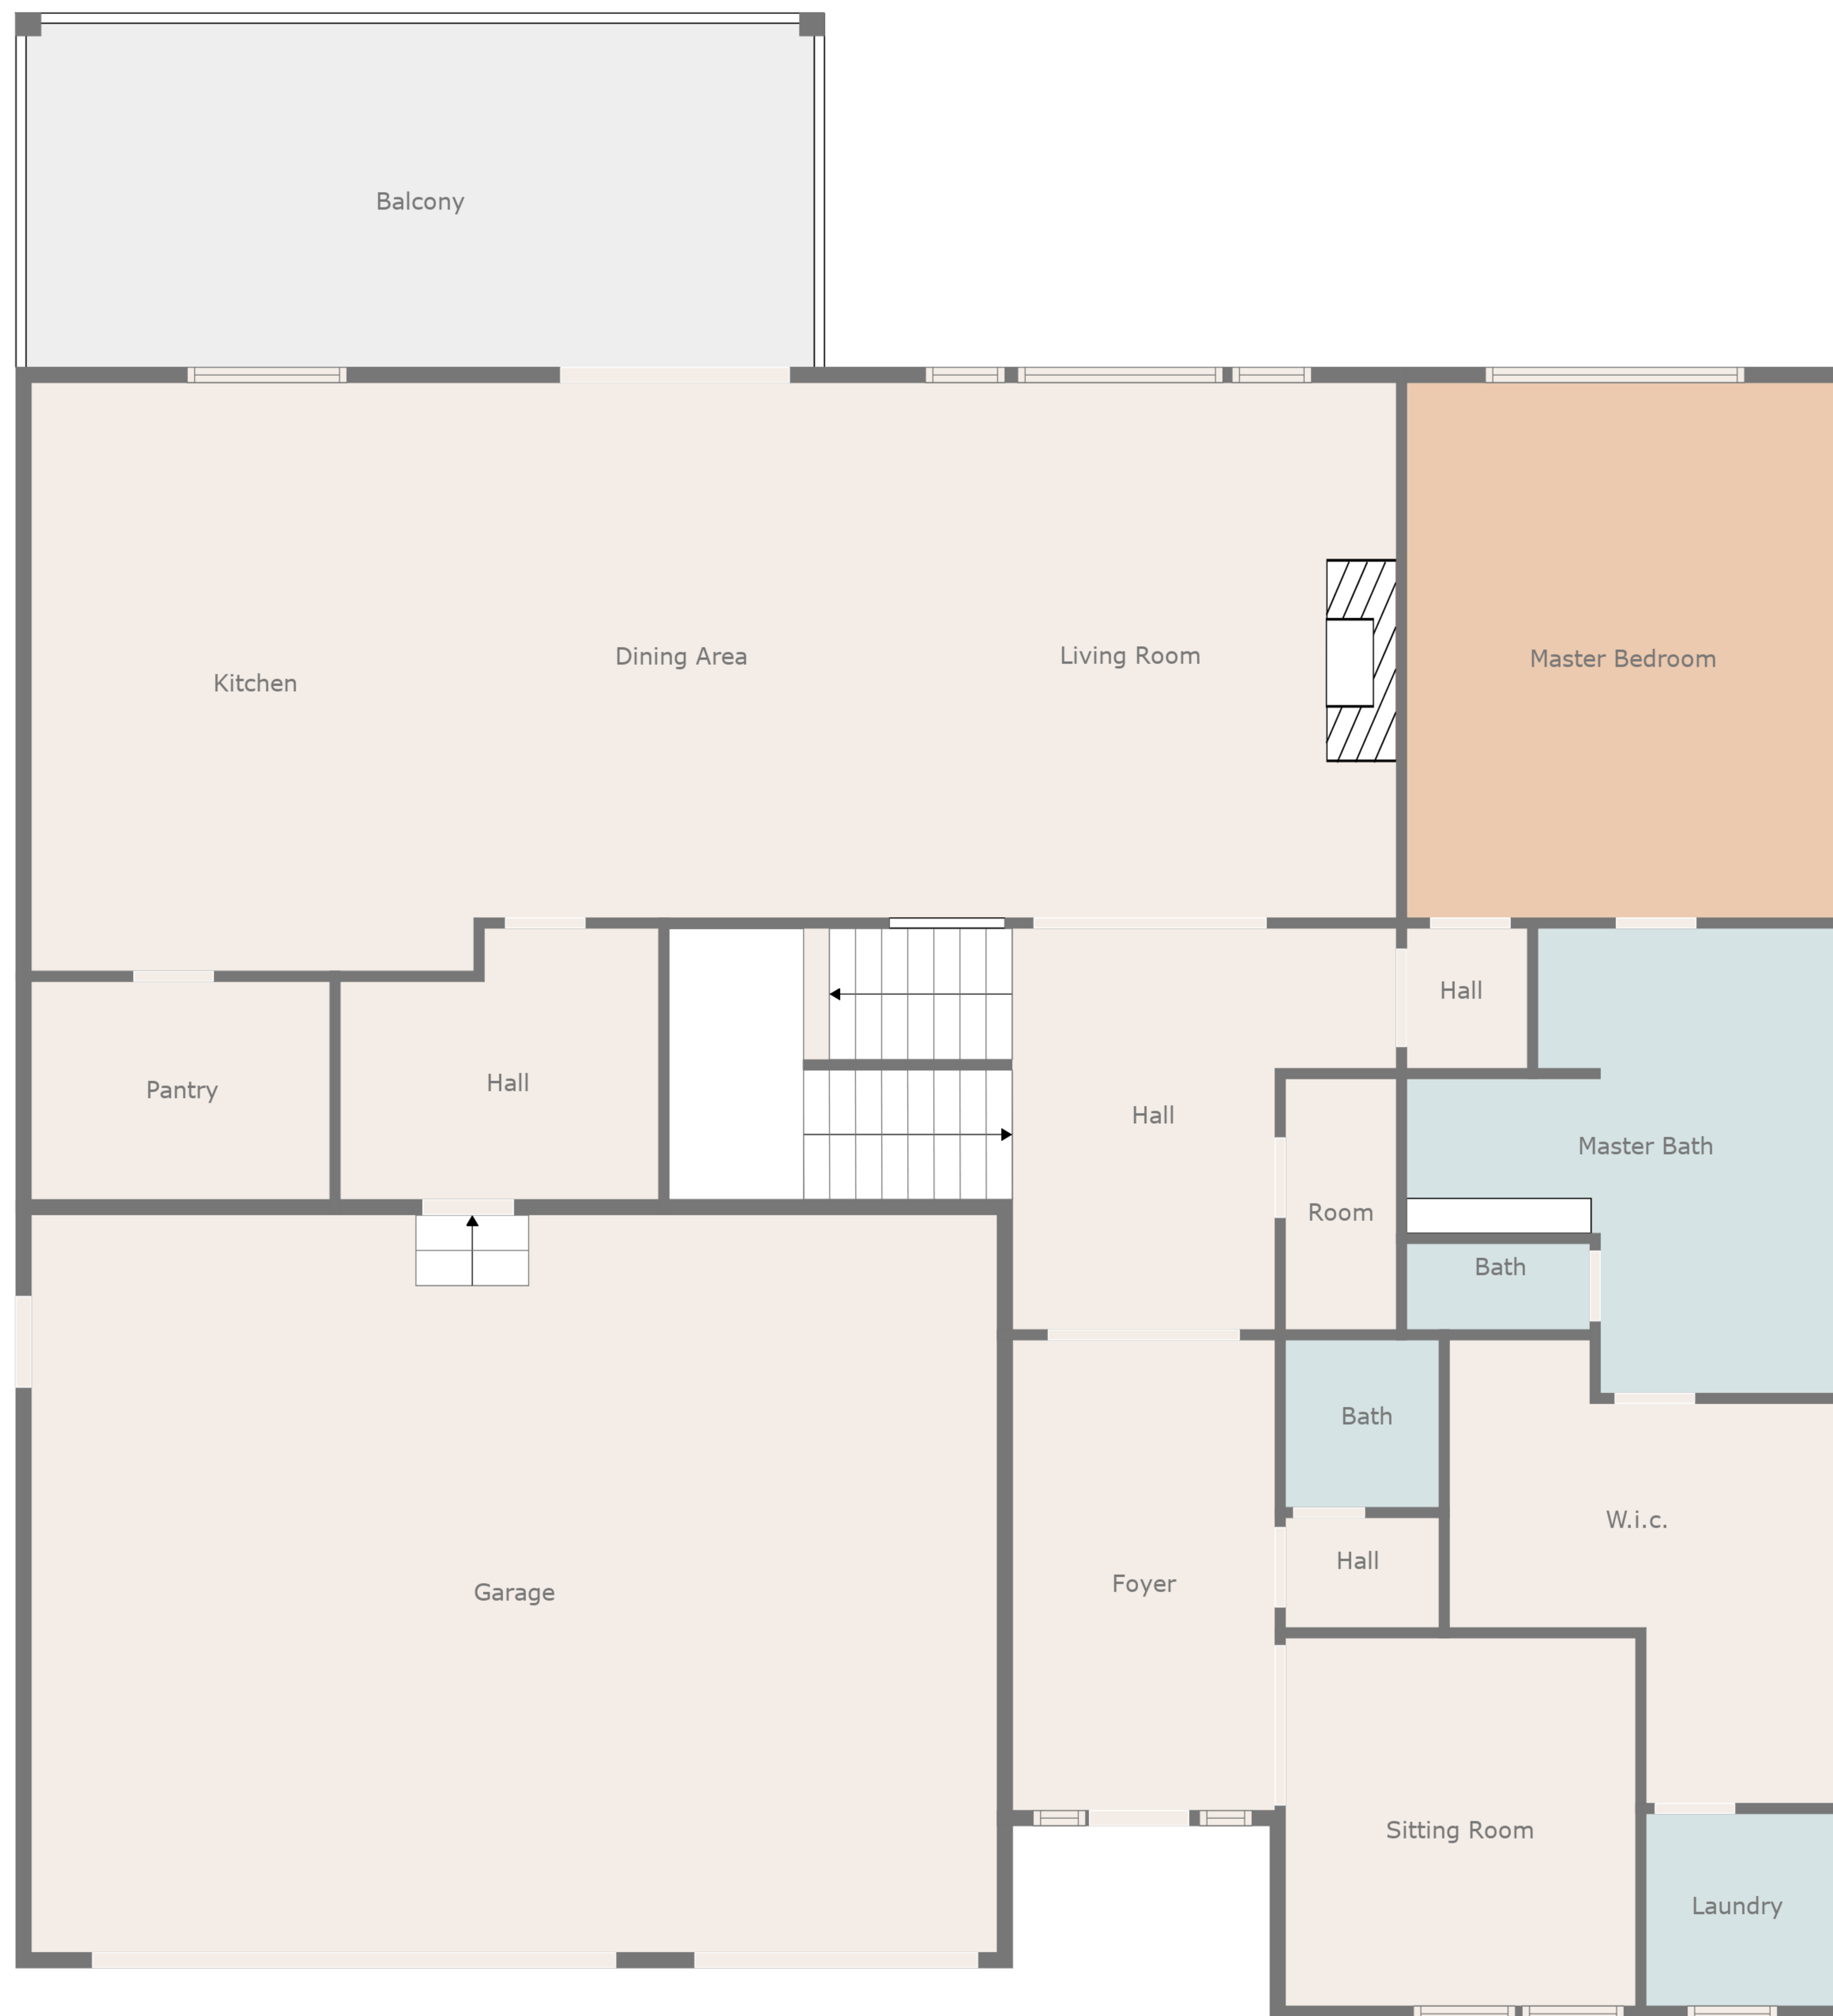 Balcony
Kitchen
Dining Area
Living Room
Master Bedroom
Hall
Pantry
Hall
Hall
Master Bath
Room
Bath
Bath
W.i.c.
Hall
Foyer
Garage
Sitting Room
Laundry